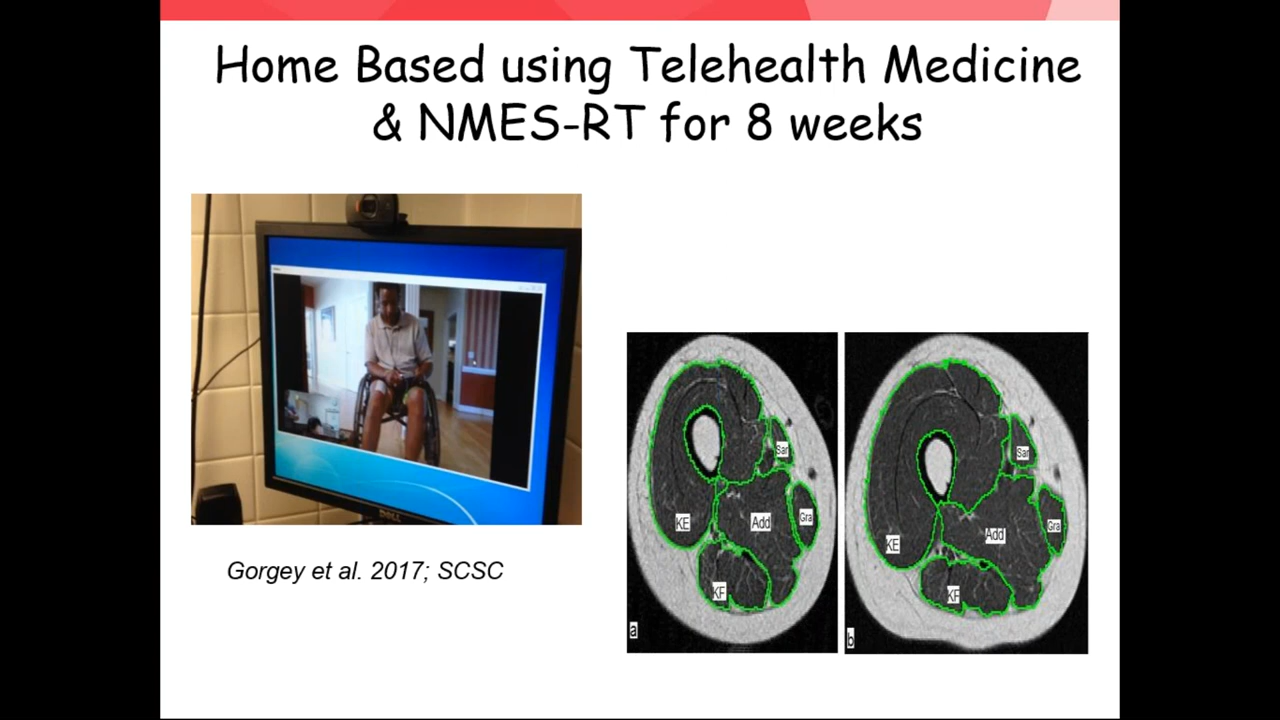 Home Based using Telehealth Medicine
& NMES-RT for 8 weeks
DELL
Gorgey et al. 2017; SCSC
Sar
KE
Add
Gra
KF
a
Sar
KE
Add
Gra
KF
b